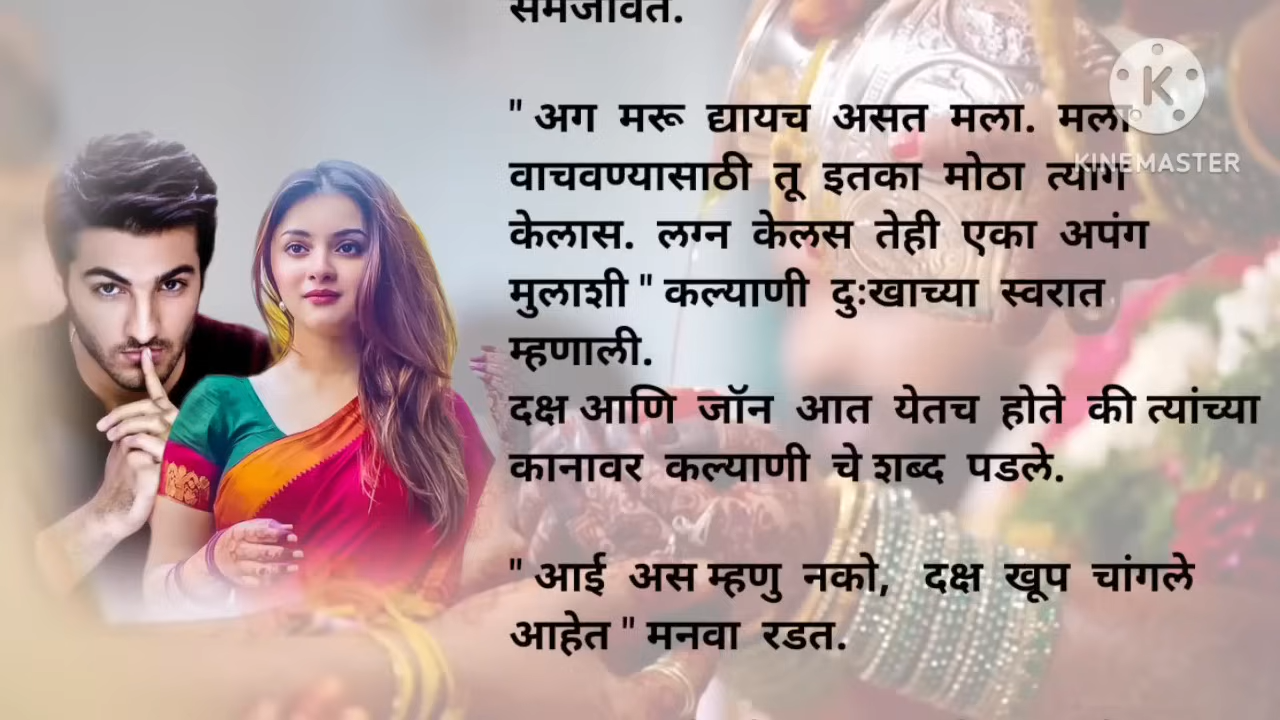 समजावत.
" अग मरू द्यायच असत मला. मला
वाचवण्यासाठी तू इतका मोठा त्याग
केलास. लग्न केलस तेही एका अपंग
मुलाशी " कल्याणी दुःखाच्या स्वरात
म्हणाली.
दक्ष आणि जॉन आत येतच होते की त्यांच्या
कानावर कल्याणी चे शब्द पडले.
" आई अस म्हणु नको, दक्ष खूप चांगले
आहेत " मनवा रडत.
K
KINEMASTER